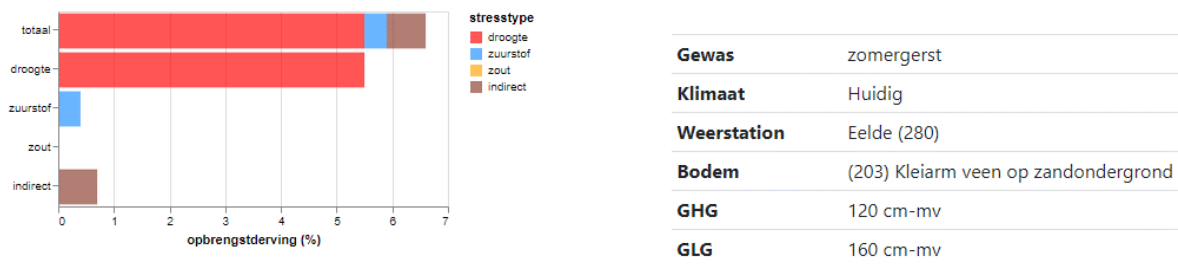 totaal
droogte
zuurstof
zout
indirect
0 1 2 3 4 5 6 7
opbrengstderving (%)
stresstype
droogte
zuurstof
zout
indirect
Gewas zomergerst
Klimaat Huidig
Weerstation Eelde (280)
Bodem (203) Kleiarm veen op zandondergrond
GHG 120 cm-mv
GLG 160 cm-mv